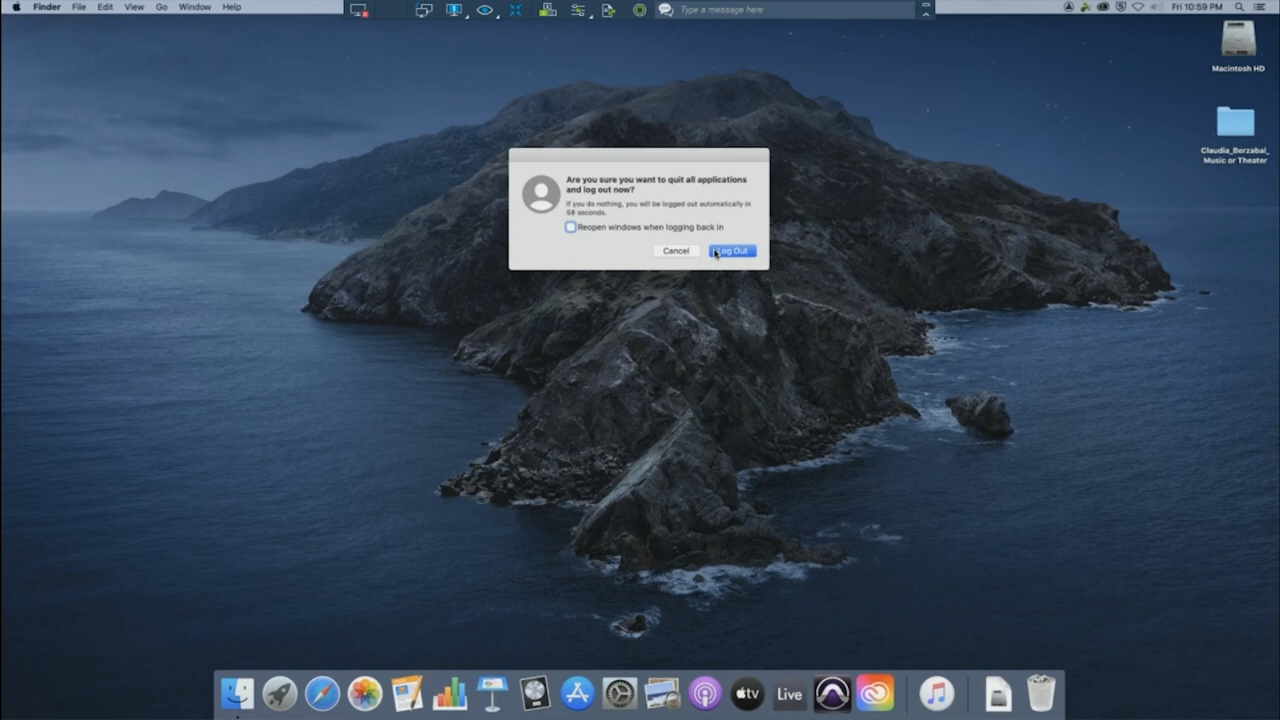 Finder File Edit View Go Window Help
Type a message here
Fri 10:59 PM
Macintosh HD
Claudia_Berzabal_
Music or Theater
Are you sure you want to quit all applications
and log out now?
If you do nothing, you will be logged out automatically in
58 seconds.
Reopen windows when logging back in
Cancel
Log Out
tv
Live